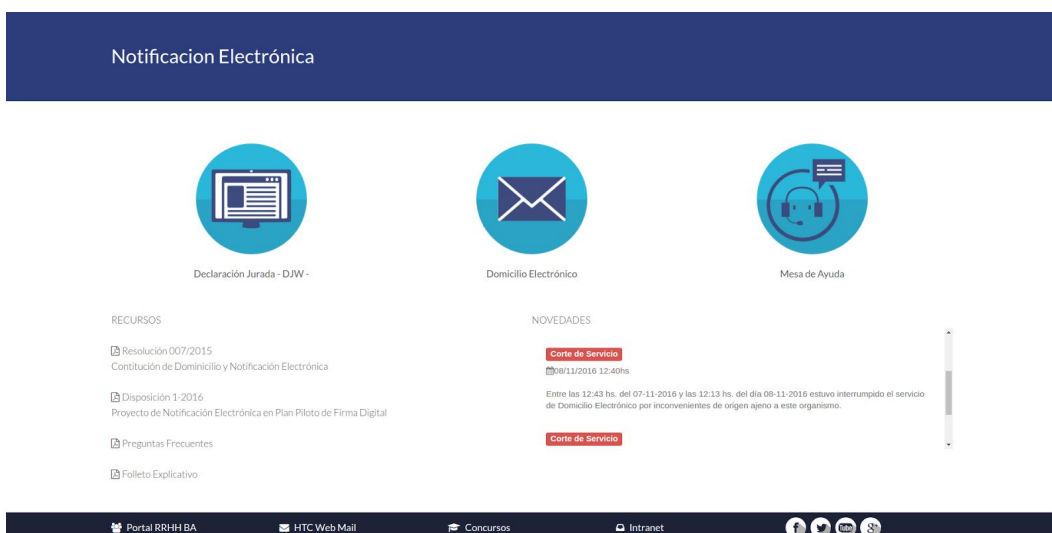 Notificacion Electrónica
Declaración Jurada - DJW -
Domicilio Electrónico
Mesa de Ayuda
RECURSOS
Resolución 007/2015
Contitución de Dominicilio y Notificación Electrónica
Disposición 1-2016
Proyecto de Notificación Electrónica en Plan Piloto de Firma Digital
Preguntas Frecuentes
Folleto Explicativo
NOVEDADES
Corte de Servicio
08/11/2016 12:40hs
Entre las 12:43 hs. del 07-11-2016 y las 12:13 hs. del día 08-11-2016 estuvo interrumpido el servicio
de Domicilio Electrónico por inconvenientes de origen ajeno a este organismo.
Corte de Servicio
Portal RRHH BA
HTC Web Mail
Concursos
Intranet